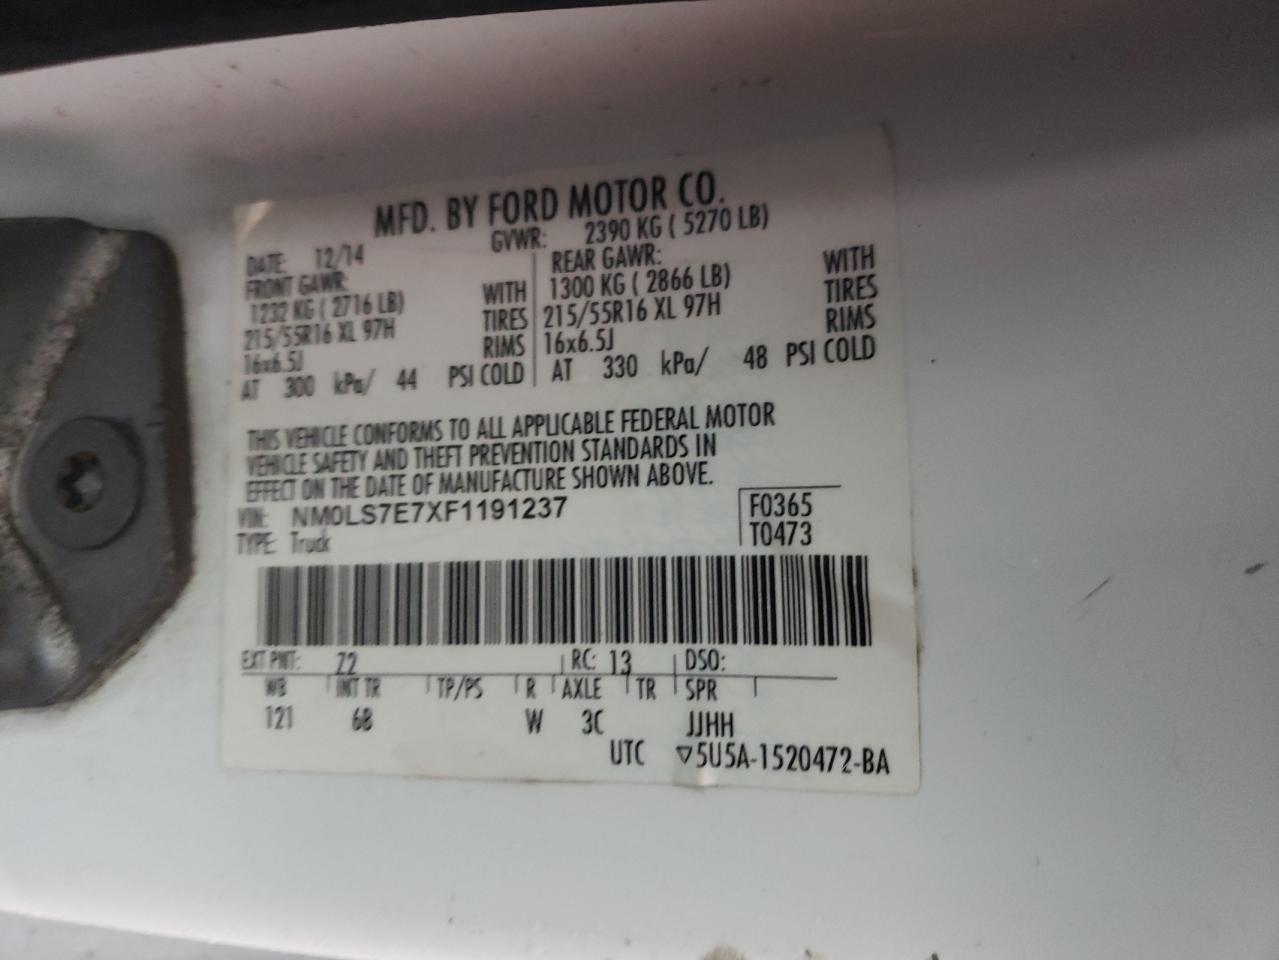 MFD. BY FORD MOTOR CO.
DATE: 12/14 GVWR: 2390 KG ( 5270 LB)
FRONT GAWR: REAR GAWR:
1232 KG ( 2716 LB) WITH 1300 KG ( 2866 LB) WITH
215/55R16 XL 97H TIRES 215/55R16 XL 97H TIRES
16x6.5J RIMS 16x6.5J RIMS
AT 300 kPa/ 44 PSI COLD AT 330 kPa/ 48 PSI COLD
THIS VEHICLE CONFORMS TO ALL APPLICABLE FEDERAL MOTOR
VEHICLE SAFETY AND THEFT PREVENTION STANDARDS IN
EFFECT ON THE DATE OF MANUFACTURE SHOWN ABOVE.
VIN: NM0LS7E7XF1191237 F0365
TYPE: Truck T0473
EXT PNT: Z2 RC: 13 DSO:
WB INT TR TP/PS R AXLE TR SPR
121 6B W 3C JJHH
UTC ▽5U5A-1520472-BA